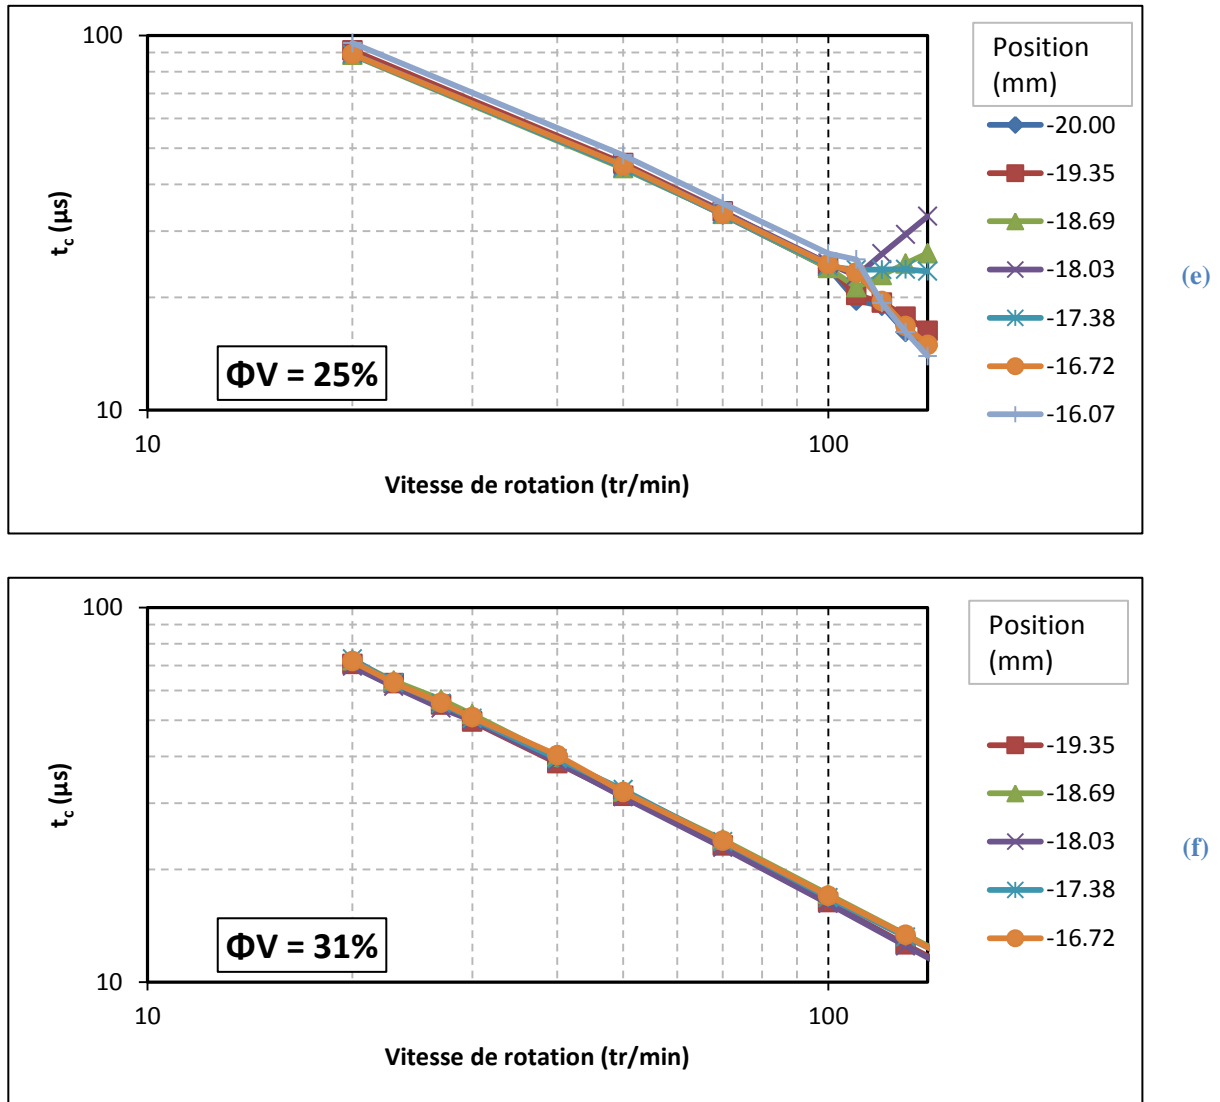 100
10
t_c (µs)
10
100
Vitesse de rotation (tr/min)
ΦV = 25%
Position
(mm)
-20.00
-19.35
-18.69
-18.03
-17.38
-16.72
-16.07
(e)
100
10
t_c (µs)
10
100
Vitesse de rotation (tr/min)
ΦV = 31%
Position
(mm)
-19.35
-18.69
-18.03
-17.38
-16.72
(f)